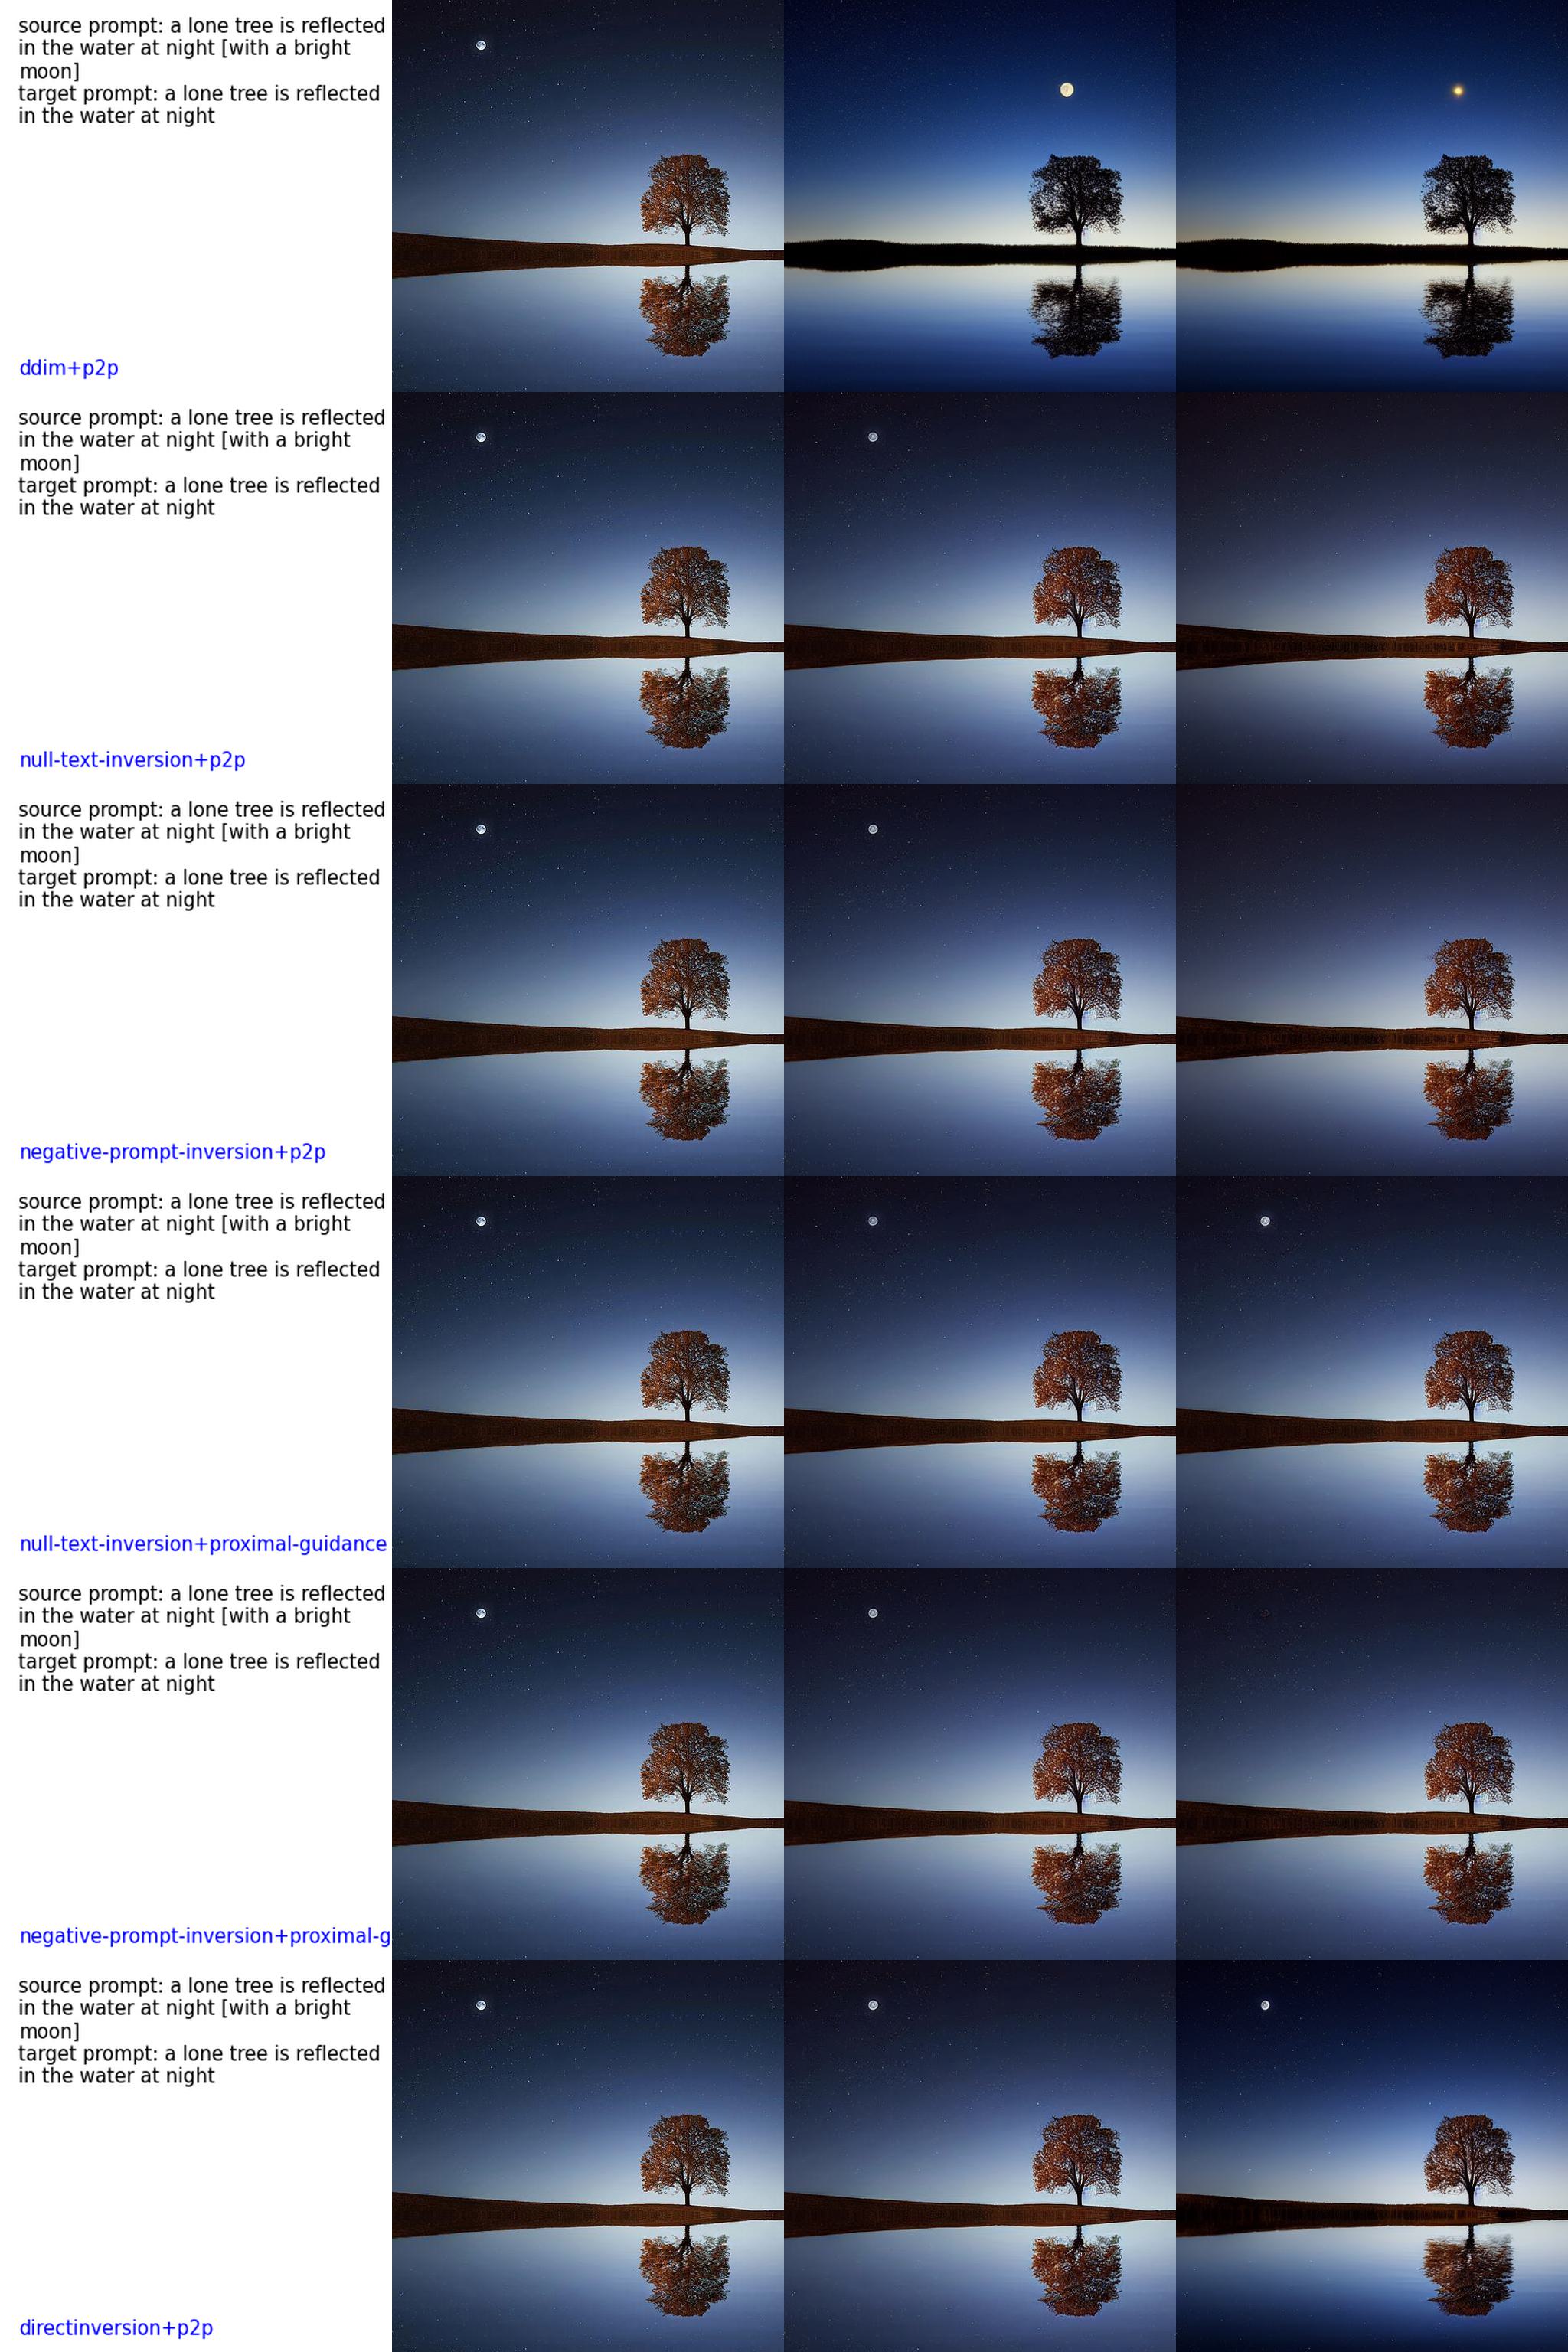 source prompt: a lone tree is reflected
in the water at night [with a bright
moon]
target prompt: a lone tree is reflected
in the water at night
ddim+p2p
source prompt: a lone tree is reflected
in the water at night [with a bright
moon]
target prompt: a lone tree is reflected
in the water at night
null-text-inversion+p2p
source prompt: a lone tree is reflected
in the water at night [with a bright
moon]
target prompt: a lone tree is reflected
in the water at night
negative-prompt-inversion+p2p
source prompt: a lone tree is reflected
in the water at night [with a bright
moon]
target prompt: a lone tree is reflected
in the water at night
null-text-inversion+proximal-guidance
source prompt: a lone tree is reflected
in the water at night [with a bright
moon]
target prompt: a lone tree is reflected
in the water at night
negative-prompt-inversion+proximal-g
source prompt: a lone tree is reflected
in the water at night [with a bright
moon]
target prompt: a lone tree is reflected
in the water at night
directinversion+p2p